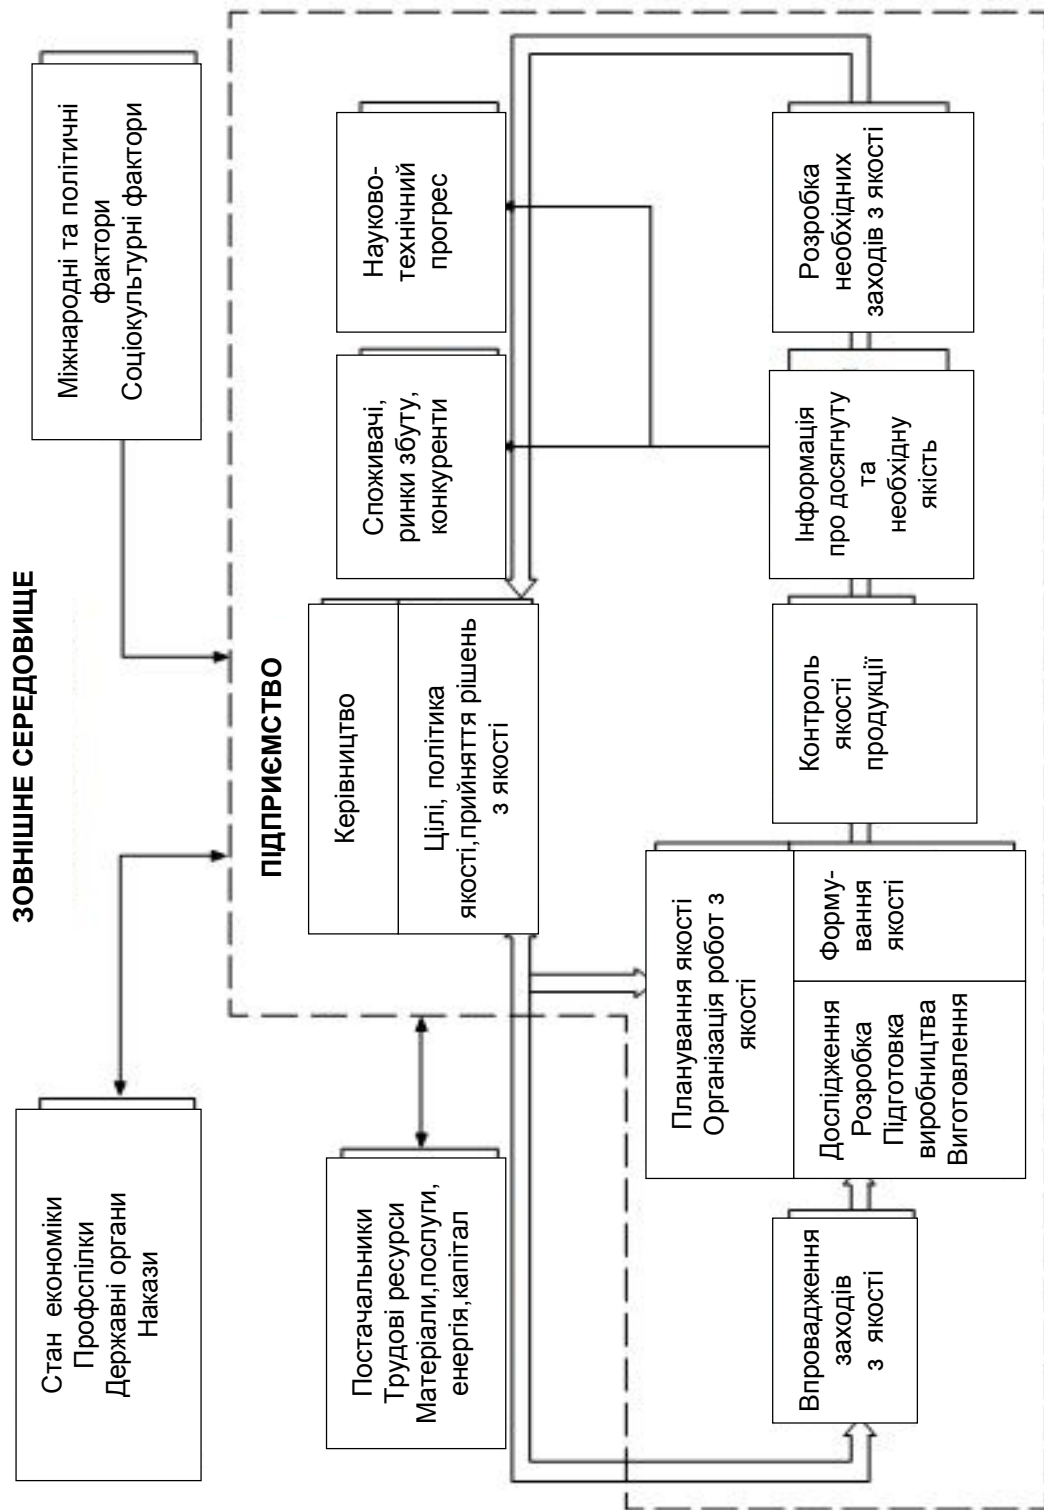 ЗОВНІШНЕ СЕРЕДОВИЩЕ
Стан економіки
Профспілки
Державні органи
Накази
Міжнародні та політичні
фактори
Соціокультурні фактори
ПІДПРИЄМСТВО
Постачальники
Трудові ресурси
Матеріали,послуги,
енергія,капітал
Керівництво
Цілі, політика
якості,прийняття рішень
з якості
Споживачі,
ринки збуту,
конкуренти
Науково-
технічний
прогрес
Планування якості
Організація робот з
якості
Впровадження
заходів
з якості
Дослідження
Розробка
Підготовка
виробництва
Виготовлення
Форму-
вання
якості
Контроль
якості
продукції
Інформація
про досягнуту
та
необхідну
якість
Розробка
необхідних
заходів з якості